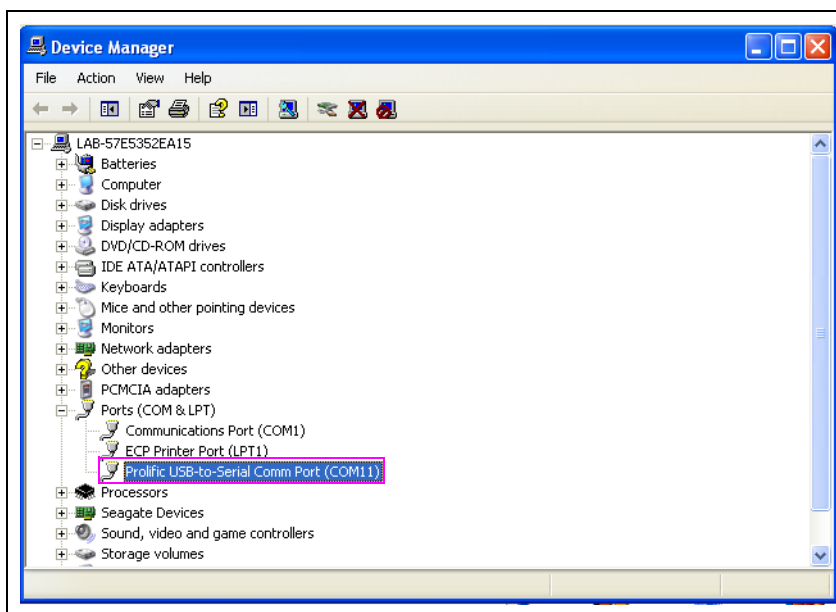 Device Manager
File Action View Help
LAB-57E5352EA15
Batteries
Computer
Disk drives
Display adapters
DVD/CD-ROM drives
IDE ATA/ATAPI controllers
Keyboards
Mice and other pointing devices
Monitors
Network adapters
Other devices
PCMCIA adapters
Ports (COM & LPT)
Communications Port (COM1)
ECP Printer Port (LPT1)
Prolific USB-to-Serial Comm Port (COM11)
Processors
Seagate Devices
Sound, video and game controllers
Storage volumes